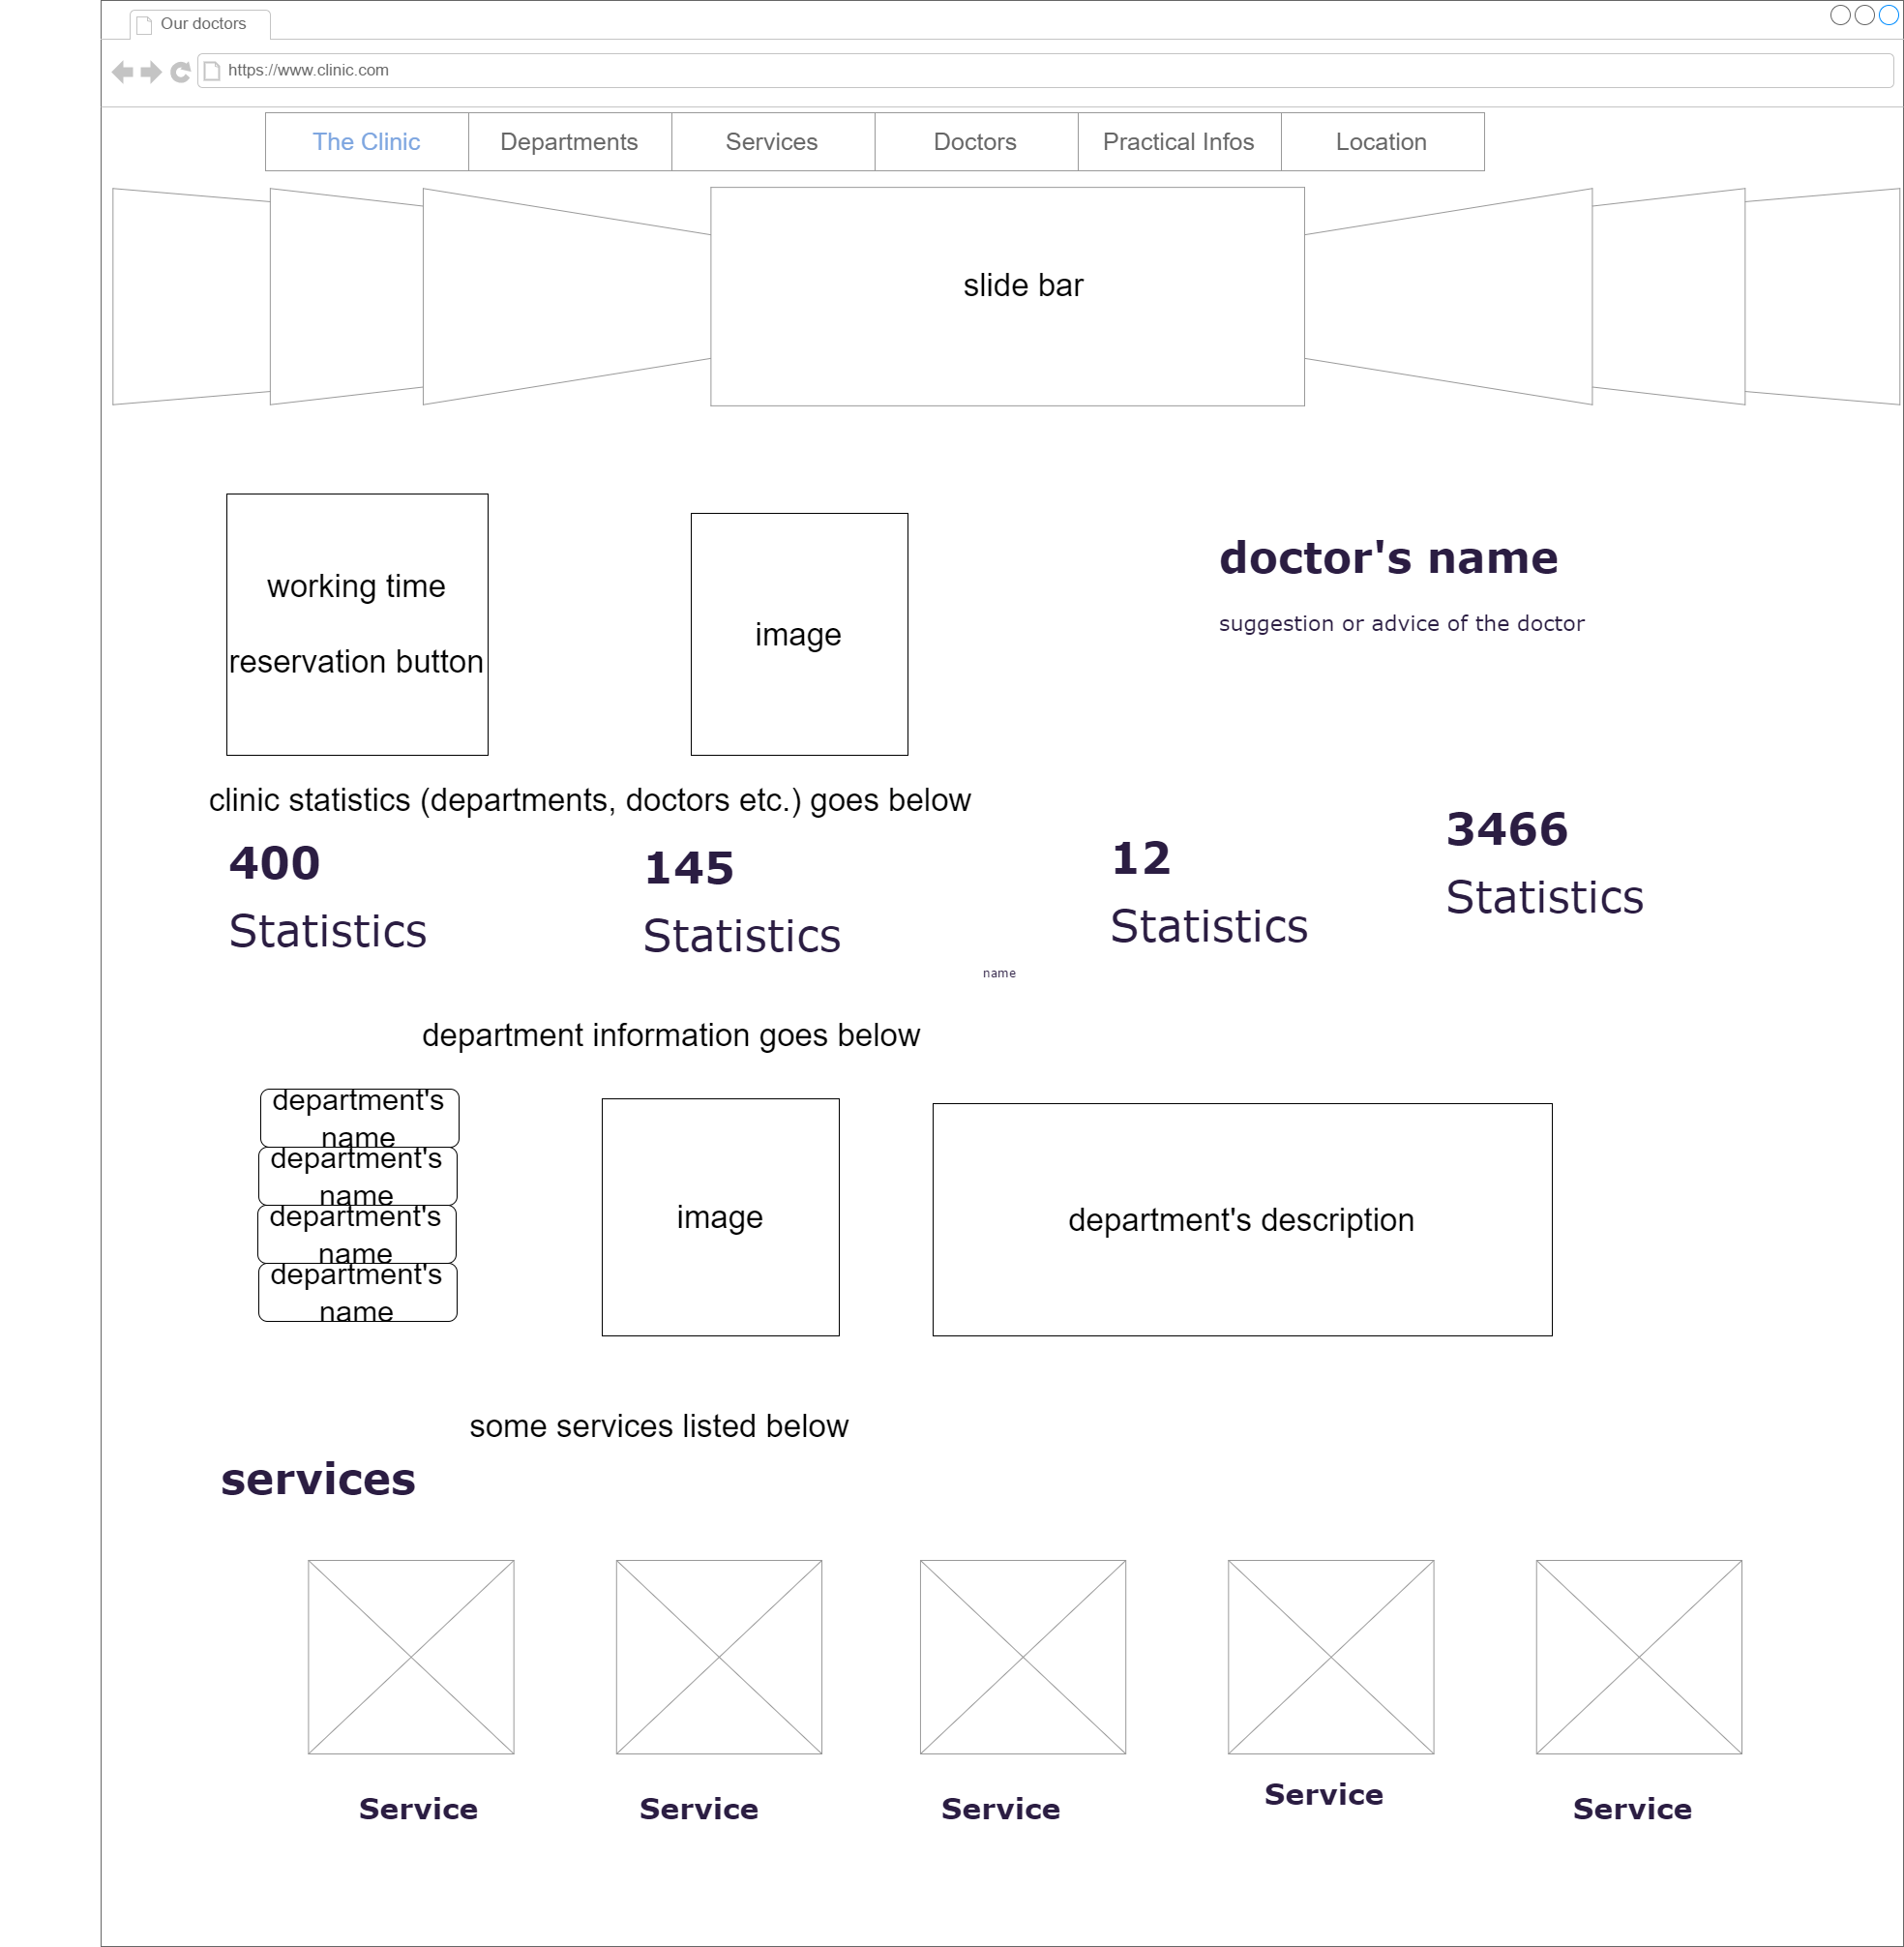 Our doctors
https://www.clinic.com
The Clinic
Departments
Services
Doctors
Practical Infos
Location
slide bar
working time
reservation button
image
doctor's name
suggestion or advice of the doctor
clinic statistics (departments, doctors etc.) goes below
400
Statistics
145
Statistics
12
Statistics
3466
Statistics
name
department information goes below
department's
name
department's
name
department's
name
department's
name
image
department's description
some services listed below
services
Service
Service
Service
Service
Service